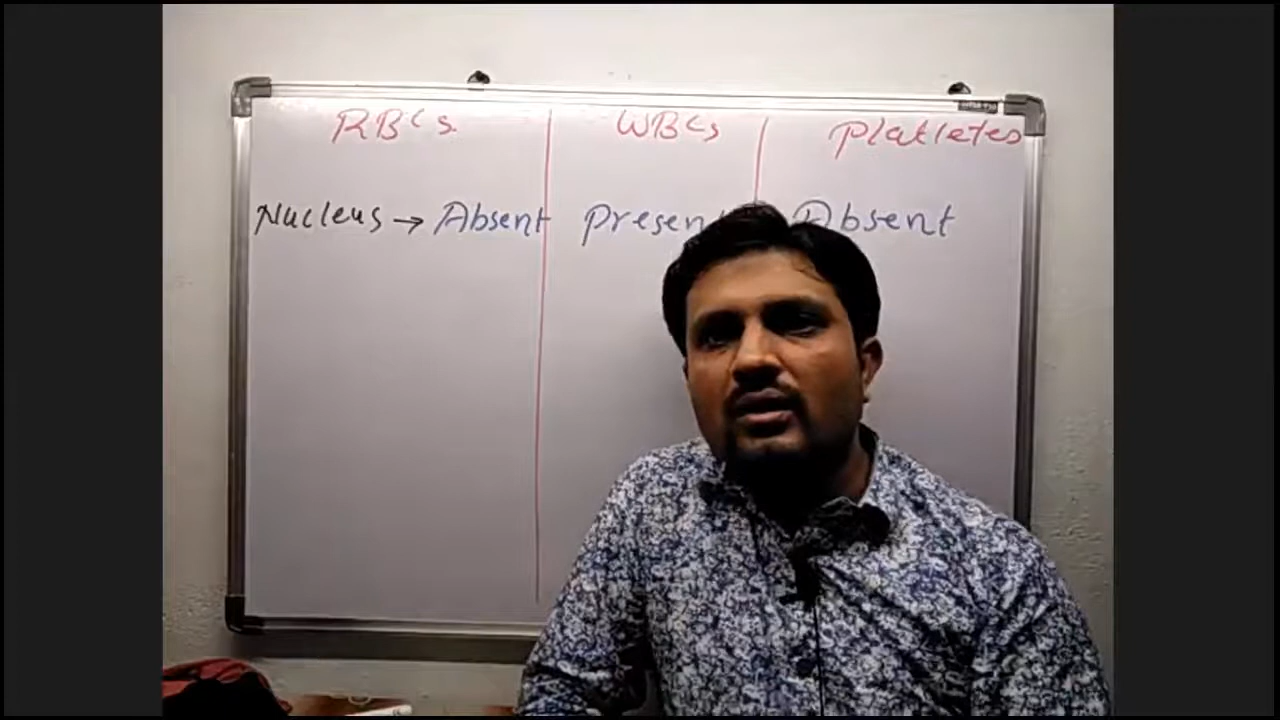 RBCs. WBCs Platletes
Nucleus → Absent Presen Absent